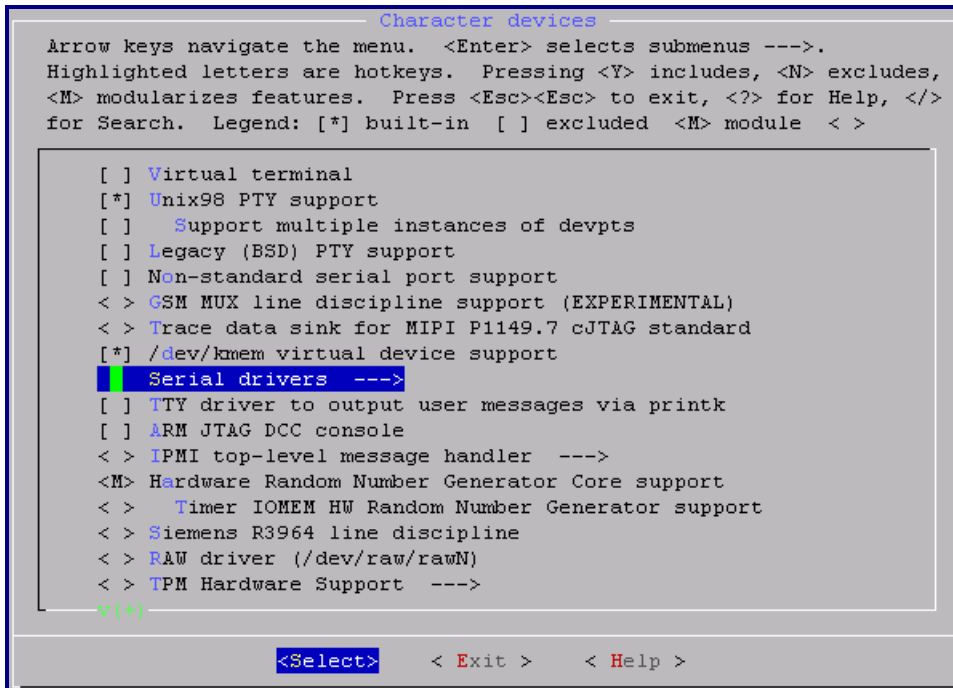 Character devices
Arrow keys navigate the menu.  <Enter> selects submenus --->.
Highlighted letters are hotkeys.  Pressing <Y> includes, <N> excludes,
<M> modularizes features.  Press <Esc><Esc> to exit, <?> for Help, </>
for Search.  Legend: [*] built-in  [ ] excluded  <M> module  < >
[ ] Virtual terminal
[*] Unix98 PTY support
[ ]   Support multiple instances of devpts
[ ] Legacy (BSD) PTY support
[ ] Non-standard serial port support
< > GSM MUX line discipline support (EXPERIMENTAL)
< > Trace data sink for MIPI P1149.7 cJTAG standard
[*] /dev/kmem virtual device support
Serial drivers  --->
[ ] TTY driver to output user messages via printk
[ ] ARM JTAG DCC console
< > IPMI top-level message handler  --->
<M> Hardware Random Number Generator Core support
< >   Timer IOMEM HW Random Number Generator support
< > Siemens R3964 line discipline
< > RAW driver (/dev/raw/rawN)
< > TPM Hardware Support  --->
v(+)
<Select>    < Exit >    < Help >